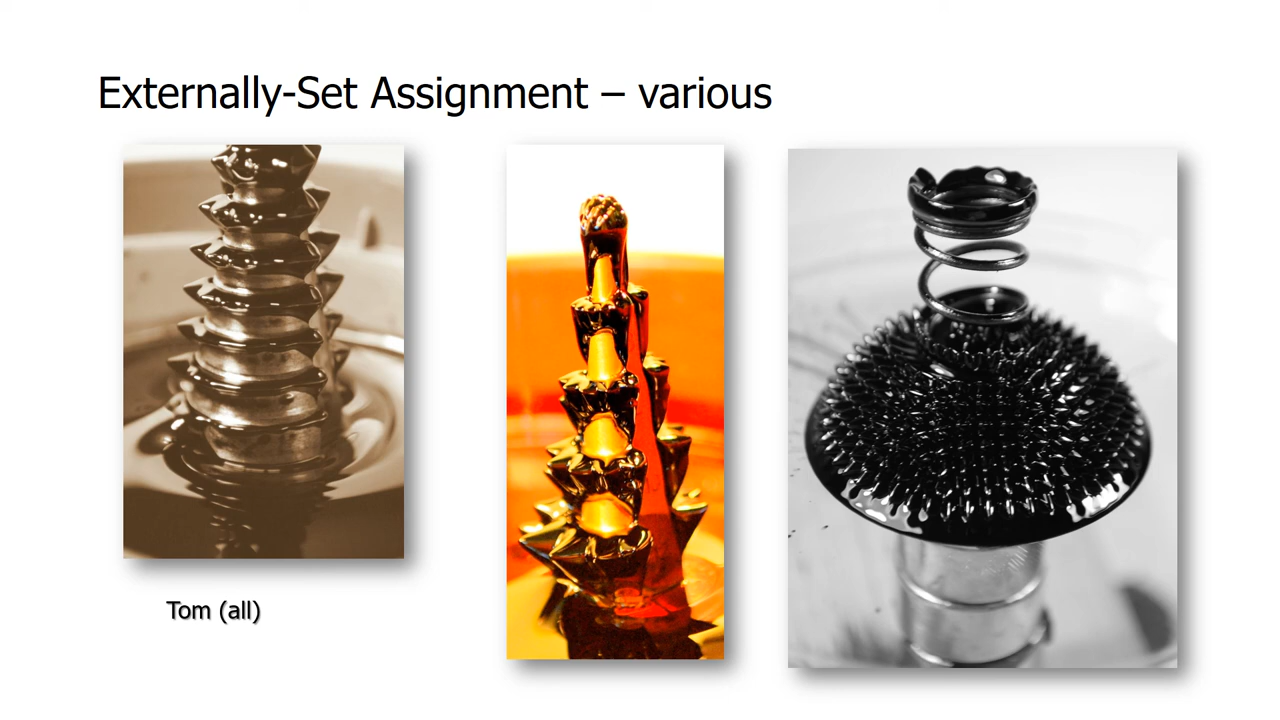 Externally-Set Assignment – various
Tom (all)